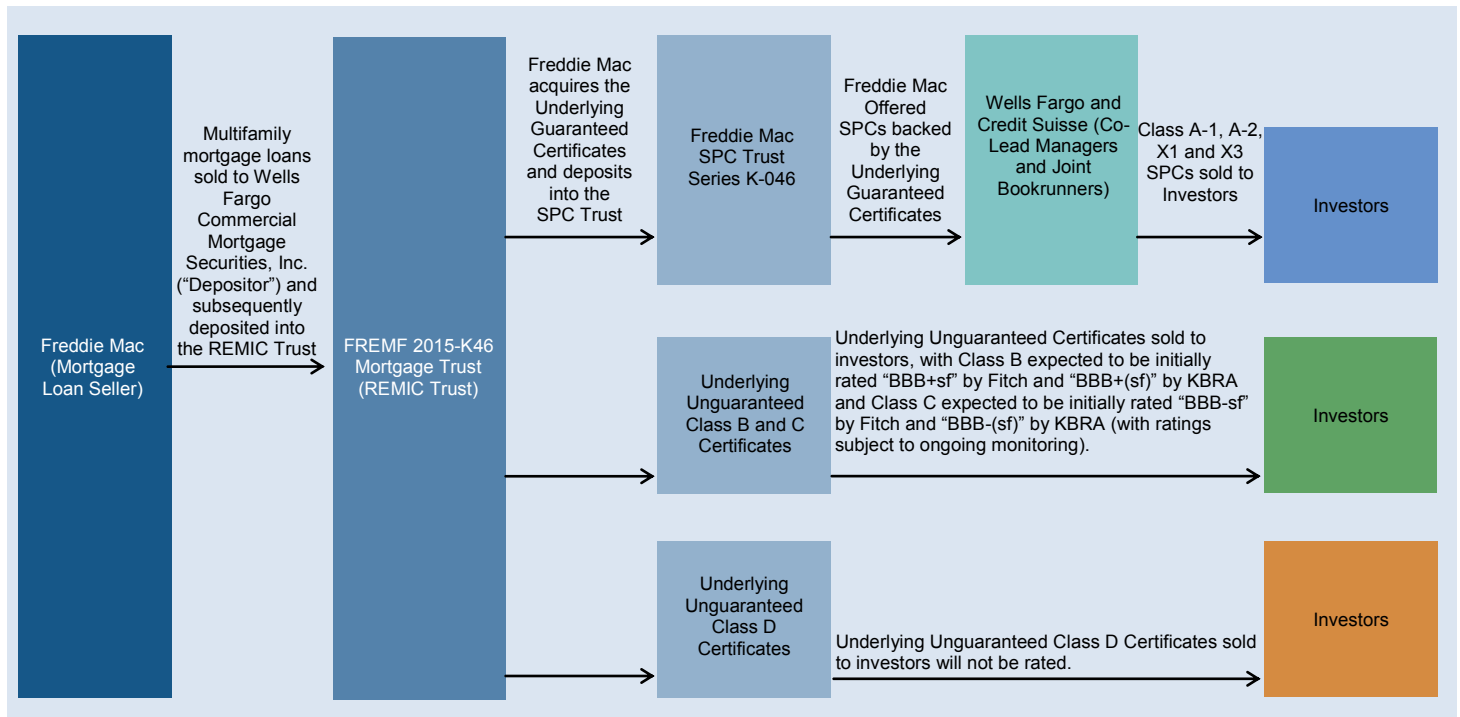 Freddie Mac
(Mortgage
Loan Seller)
Multifamily
mortgage loans
sold to Wells
Fargo
Commercial
Mortgage
Securities, Inc.
(“Depositor”) and
subsequently
deposited into
the REMIC Trust
FREMF 2015-K46
Mortgage Trust
(REMIC Trust)
Freddie Mac
acquires the
Underlying
Guaranteed
Certificates
and deposits
into the
SPC Trust
Freddie Mac
SPC Trust
Series K-046
Freddie Mac
Offered
SPCs backed
by the
Underlying
Guaranteed
Certificates
Wells Fargo and
Credit Suisse (Co-
Lead Managers
and Joint
Bookrunners)
Class A-1, A-2,
X1 and X3
SPCs sold to
Investors
Investors
Underlying
Unguaranteed
Class B and C
Certificates
Underlying Unguaranteed Certificates sold to
investors, with Class B expected to be initially
rated “BBB+sf” by Fitch and “BBB+(sf)” by KBRA
and Class C expected to be initially rated “BBB-sf”
by Fitch and “BBB-(sf)” by KBRA (with ratings
subject to ongoing monitoring).
Investors
Underlying
Unguaranteed
Class D
Certificates
Underlying Unguaranteed Class D Certificates sold
to investors will not be rated.
Investors